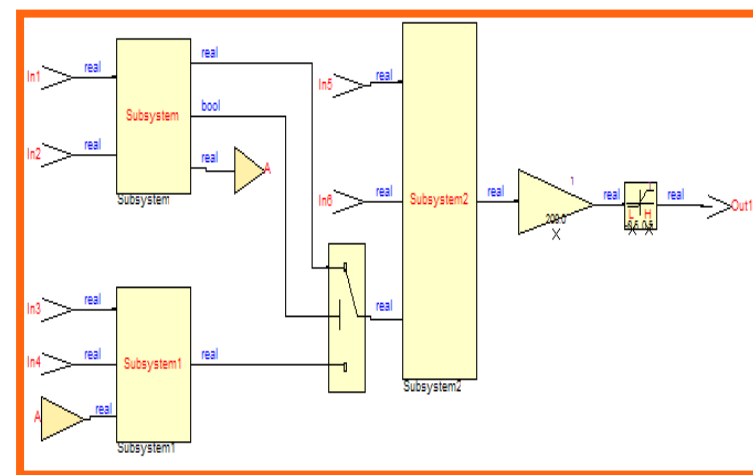 In1
real
In2
real
Subsystem
Subsystem
real
bool
real
A
In3
real
In4
real
A
real
Subsystem1
Subsystem1
real
In5
real
In6
real
real
Subsystem2
Subsystem2
real
1
200.0
real
L H
real
Out1